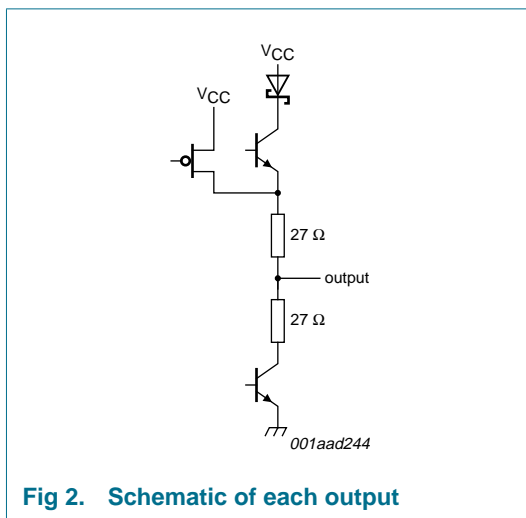 VCC
VCC
27 Ω
output
27 Ω
001aad244
Fig 2. Schematic of each output